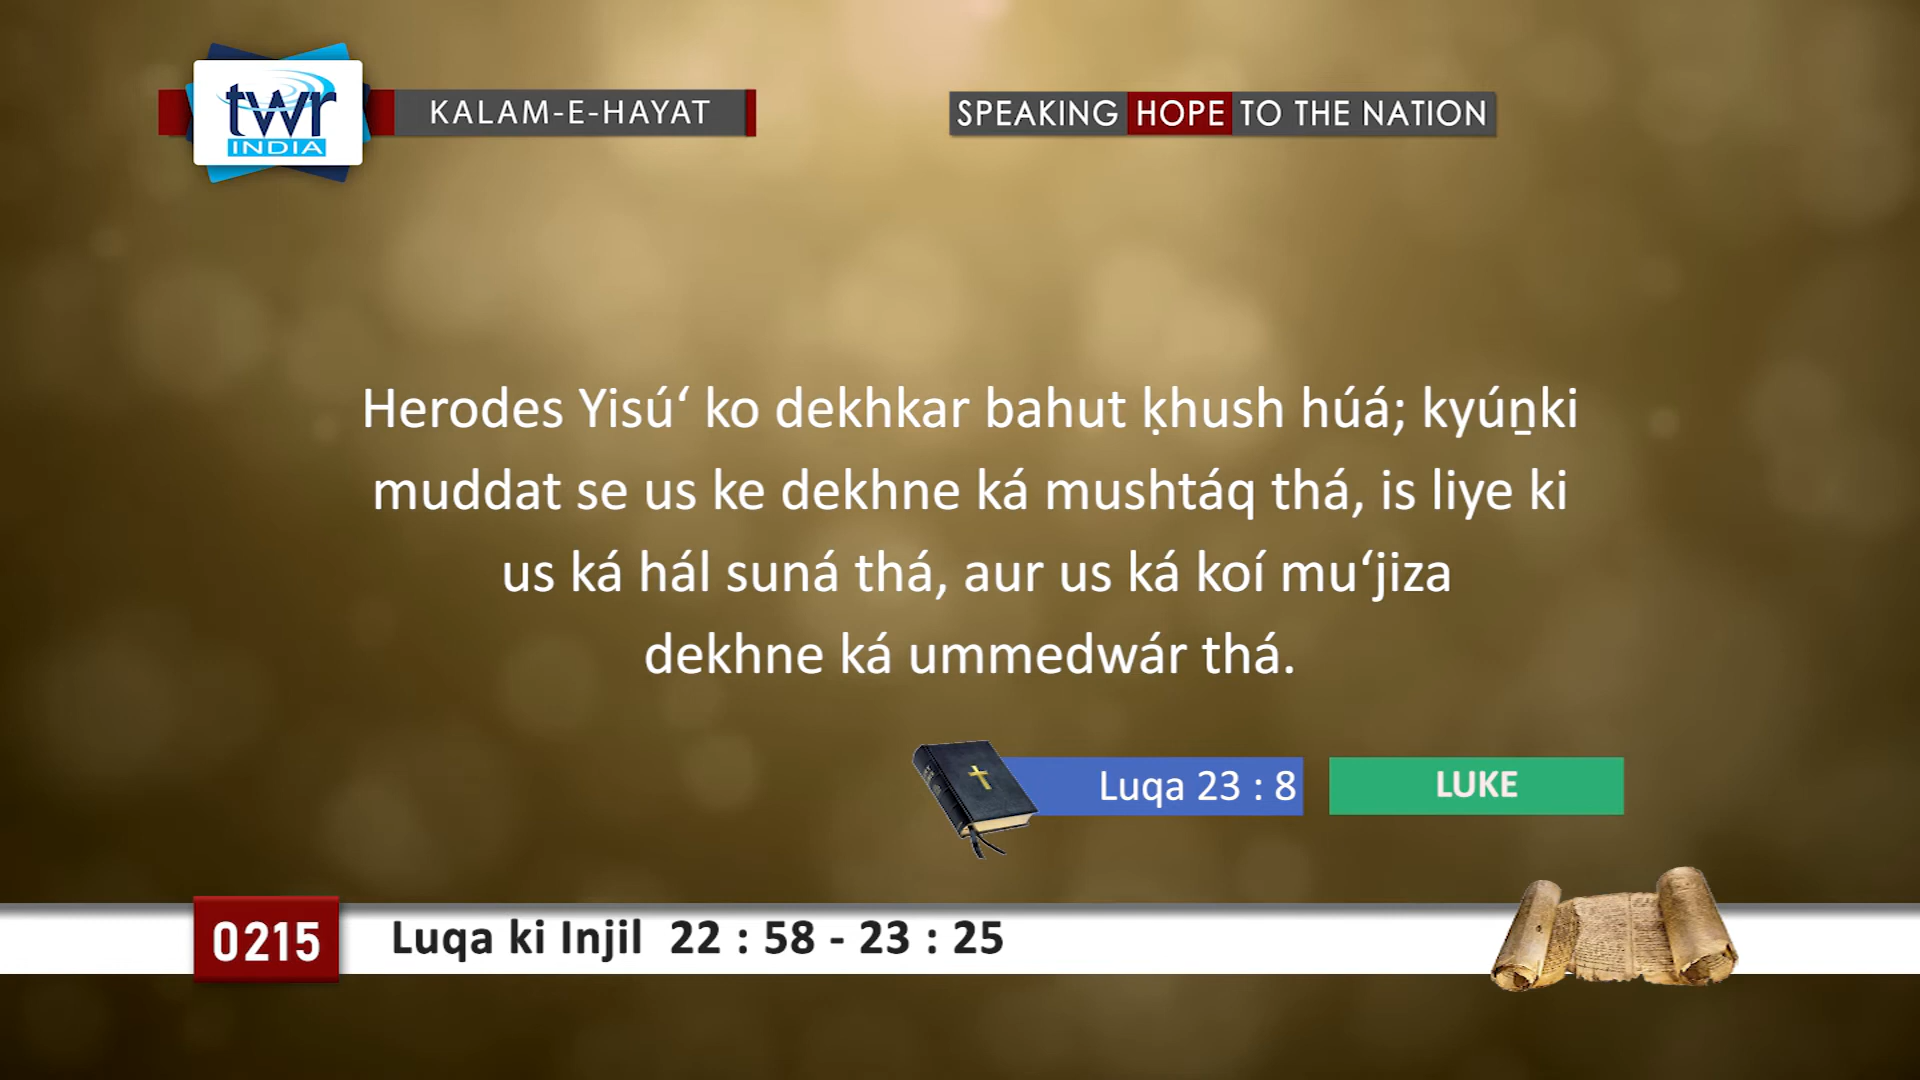 twr
INDIA
KALAM-E-HAYAT
SPEAKING HOPE TO THE NATION
Herodes Yisú‘ ko dekhkar bahut ḳhush húá; kyúṉki
muddat se us ke dekhne ká mushtáq thá, is liye ki
us ká hál suná thá, aur us ká koí mu‘jiza
dekhne ká ummedwár thá.
Luqa 23 : 8
LUKE
0215
Luqa ki Injil 22 : 58 - 23 : 25